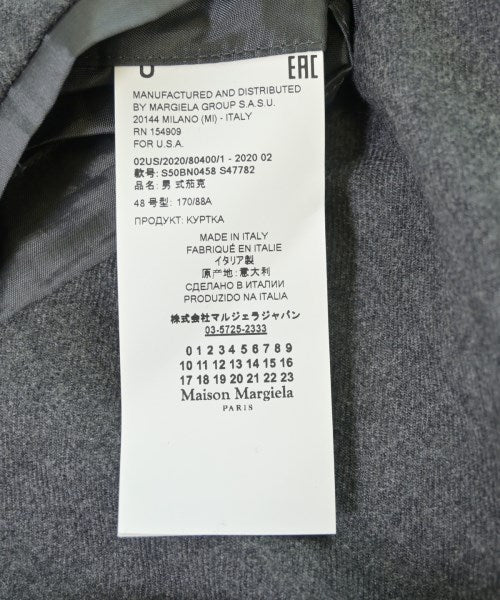 EAC
MANUFACTURED AND DISTRIBUTED
BY MARGIELA GROUP S.A.S.U.
20144 MILANO (MI) - ITALY
RN 154909
FOR U.S.A.
02US/2020/80400/1 - 2020 02
款号: S50BN0458 S47782
品名: 男 式茄克
48 号型: 170/88A
ПРОДУКТ: КУРТКА
MADE IN ITALY
FABRIQUÉ EN ITALIE
イタリア製
原产地: 意大利
СДЕЛАНО В ИТАЛИИ
PRODUZIDO NA ITALIA
株式会社マルジェラジャパン
03-5725-2333
0 1 2 3 4 5 6 7 8 9
10 11 12 13 14 15 16
17 18 19 20 21 22 23
Maison Margiela
PARIS